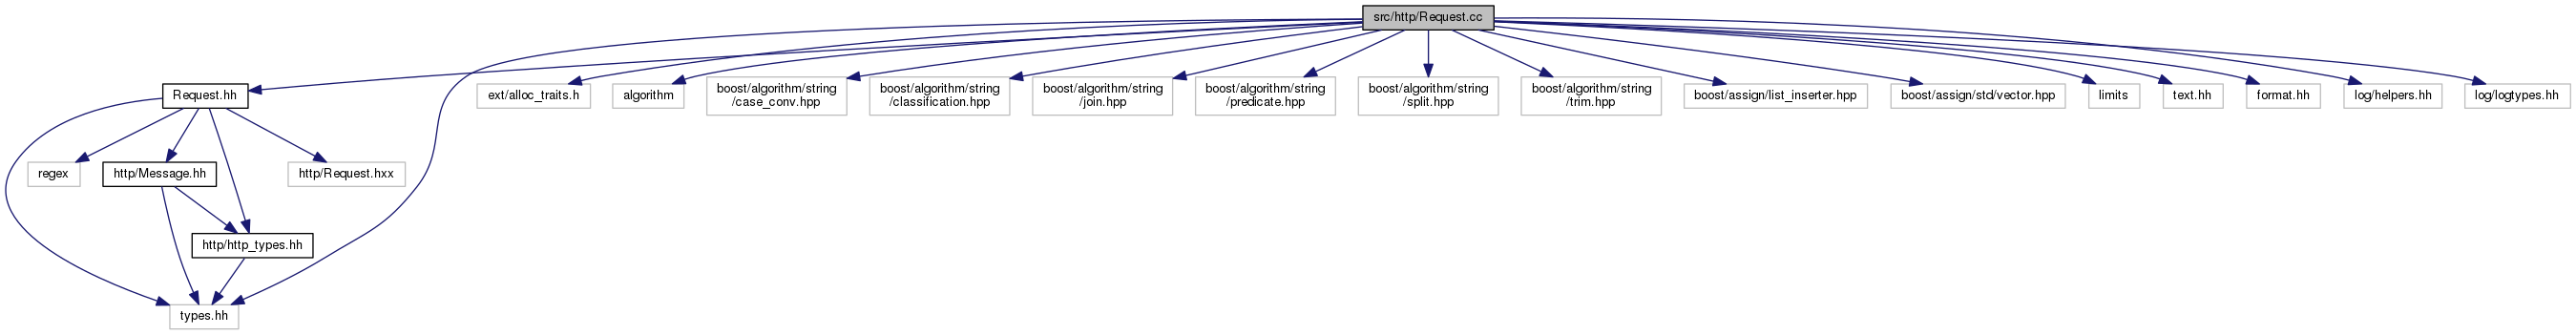 src/http/Request.cc
Request.hh
ext/alloc_traits.h
algorithm
boost/algorithm/string
/case_conv.hpp
boost/algorithm/string
/classification.hpp
boost/algorithm/string
/join.hpp
boost/algorithm/string
/predicate.hpp
boost/algorithm/string
/split.hpp
boost/algorithm/string
/trim.hpp
boost/assign/list_inserter.hpp
boost/assign/std/vector.hpp
limits
text.hh
format.hh
log/helpers.hh
log/logtypes.hh
regex
http/Message.hh
http/Request.hxx
http/http_types.hh
types.hh